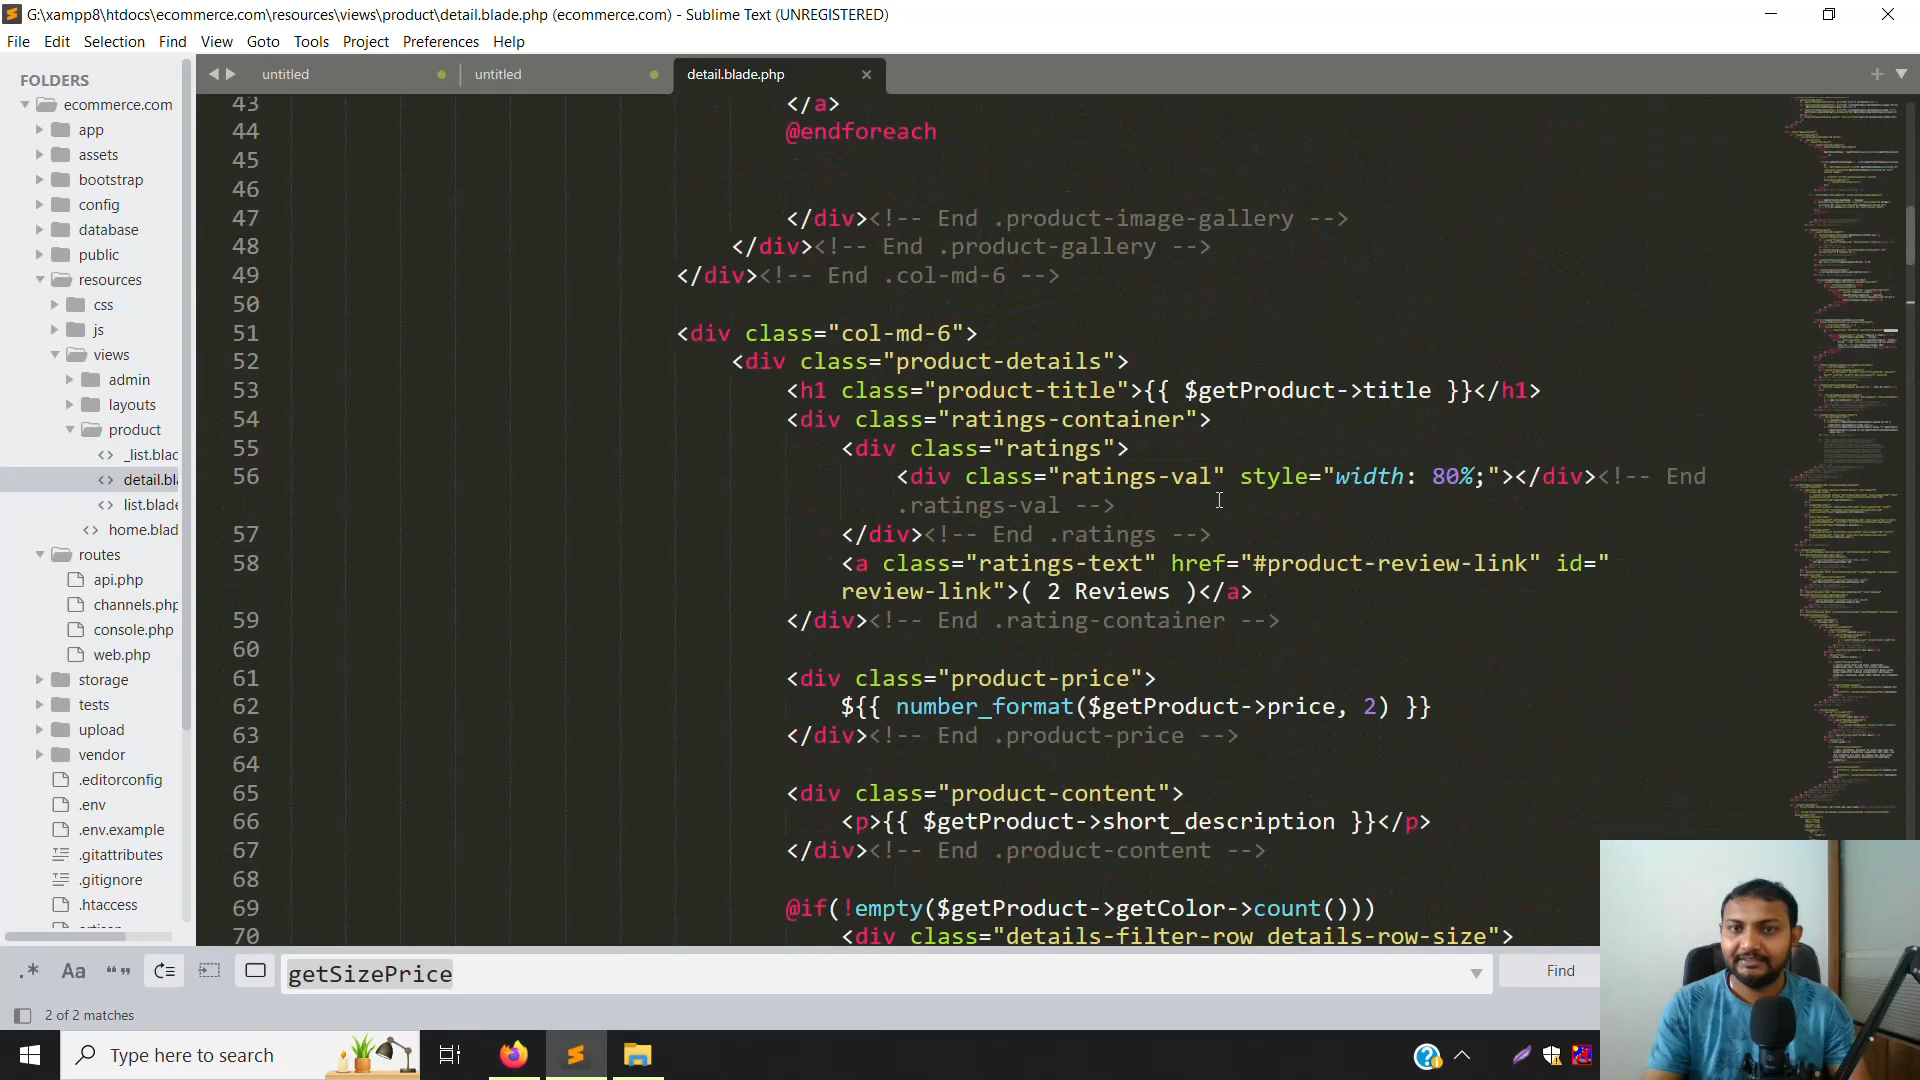 G:\xampp8\htdocs\ecommerce.com\resources\views\product\detail.blade.php (ecommerce.com) - Sublime Text (UNREGISTERED)
File Edit Selection Find View Goto Tools Project Preferences Help
untitled untitled detail.blade.php
FOLDERS
ecommerce.com
app
assets
bootstrap
config
database
public
resources
css
js
views
admin
layouts
product
_list.blac
detail.bl
list.blade
home.blad
routes
api.php
channels.php
console.php
web.php
storage
tests
upload
vendor
.editorconfig
.env
.env.example
.gitattributes
.gitignore
.htaccess
43 </a>
44 @endforeach
45
46
47 </div><!-- End .product-image-gallery -->
48 </div><!-- End .product-gallery -->
49 </div><!-- End .col-md-6 -->
50
51 <div class="col-md-6">
52 <div class="product-details">
53 <h1 class="product-title">{{ $getProduct->title }}</h1>
54 <div class="ratings-container">
55 <div class="ratings">
56 <div class="ratings-val" style="width: 80%;"></div><!-- End
.ratings-val -->
57 </div><!-- End .ratings -->
58 <a class="ratings-text" href="#product-review-link" id="
review-link">( 2 Reviews )</a>
59 </div><!-- End .rating-container -->
60
61 <div class="product-price">
62 ${{ number_format($getProduct->price, 2) }}
63 </div><!-- End .product-price -->
64
65 <div class="product-content">
66 <p>{{ $getProduct->short_description }}</p>
67 </div><!-- End .product-content -->
68
69 @if(!empty($getProduct->getColor->count()))
70 <div class="details-filter-row details-row-size">
.* Aa “”
getSizePrice
Find
2 of 2 matches
Type here to search